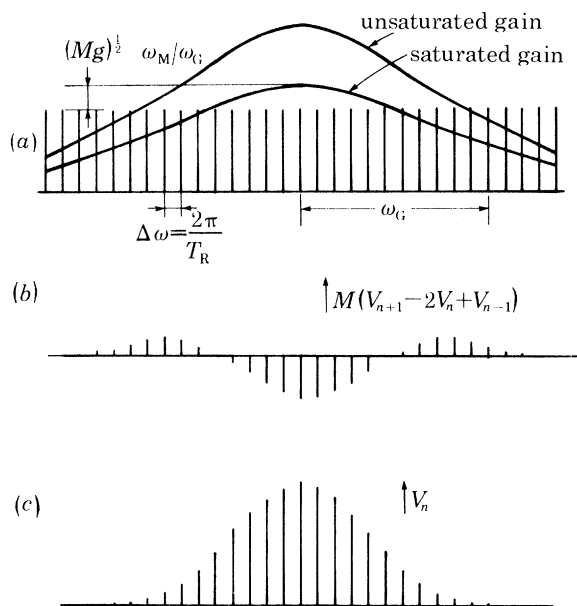 unsaturated gain
(Mg)^½ ω_M/ω_G
saturated gain
(a)
ω_G
Δω=2π/T_R
(b)
M(V_{n+1}−2V_n+V_{n−1})
(c)
V_n